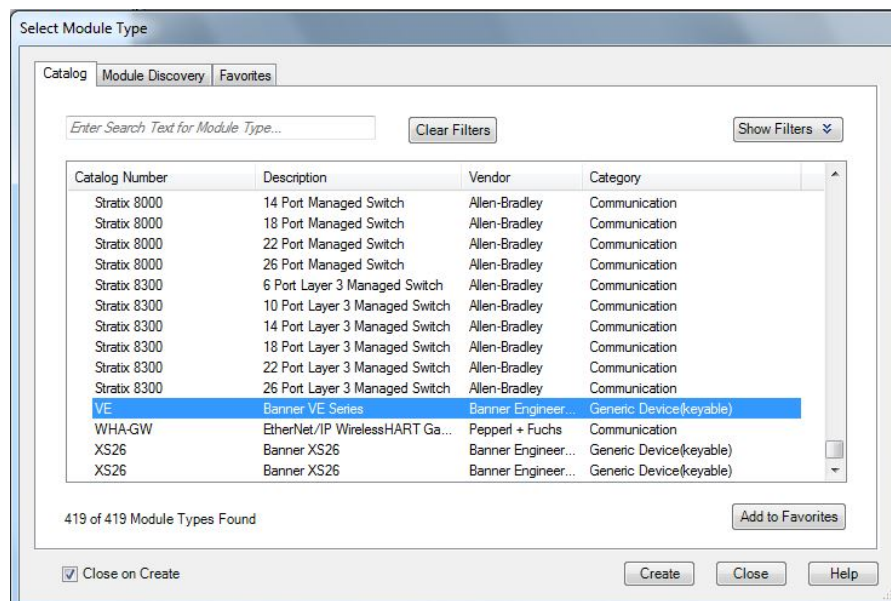 Select Module Type
Catalog Module Discovery Favorites
Enter Search Text for Module Type... Clear Filters Show Filters
Catalog Number Description Vendor Category
Stratix 8000 14 Port Managed Switch Allen-Bradley Communication
Stratix 8000 18 Port Managed Switch Allen-Bradley Communication
Stratix 8000 22 Port Managed Switch Allen-Bradley Communication
Stratix 8000 26 Port Managed Switch Allen-Bradley Communication
Stratix 8300 6 Port Layer 3 Managed Switch Allen-Bradley Communication
Stratix 8300 10 Port Layer 3 Managed Switch Allen-Bradley Communication
Stratix 8300 14 Port Layer 3 Managed Switch Allen-Bradley Communication
Stratix 8300 18 Port Layer 3 Managed Switch Allen-Bradley Communication
Stratix 8300 22 Port Layer 3 Managed Switch Allen-Bradley Communication
Stratix 8300 26 Port Layer 3 Managed Switch Allen-Bradley Communication
VE Banner VE Series Banner Engineer... Generic Device(keyable)
WHA-GW EtherNet/IP WirelessHART Ga... Pepperl + Fuchs Communication
XS26 Banner XS26 Banner Engineer... Generic Device(keyable)
XS26 Banner XS26 Banner Engineer... Generic Device(keyable)
419 of 419 Module Types Found Add to Favorites
Close on Create Create Close Help